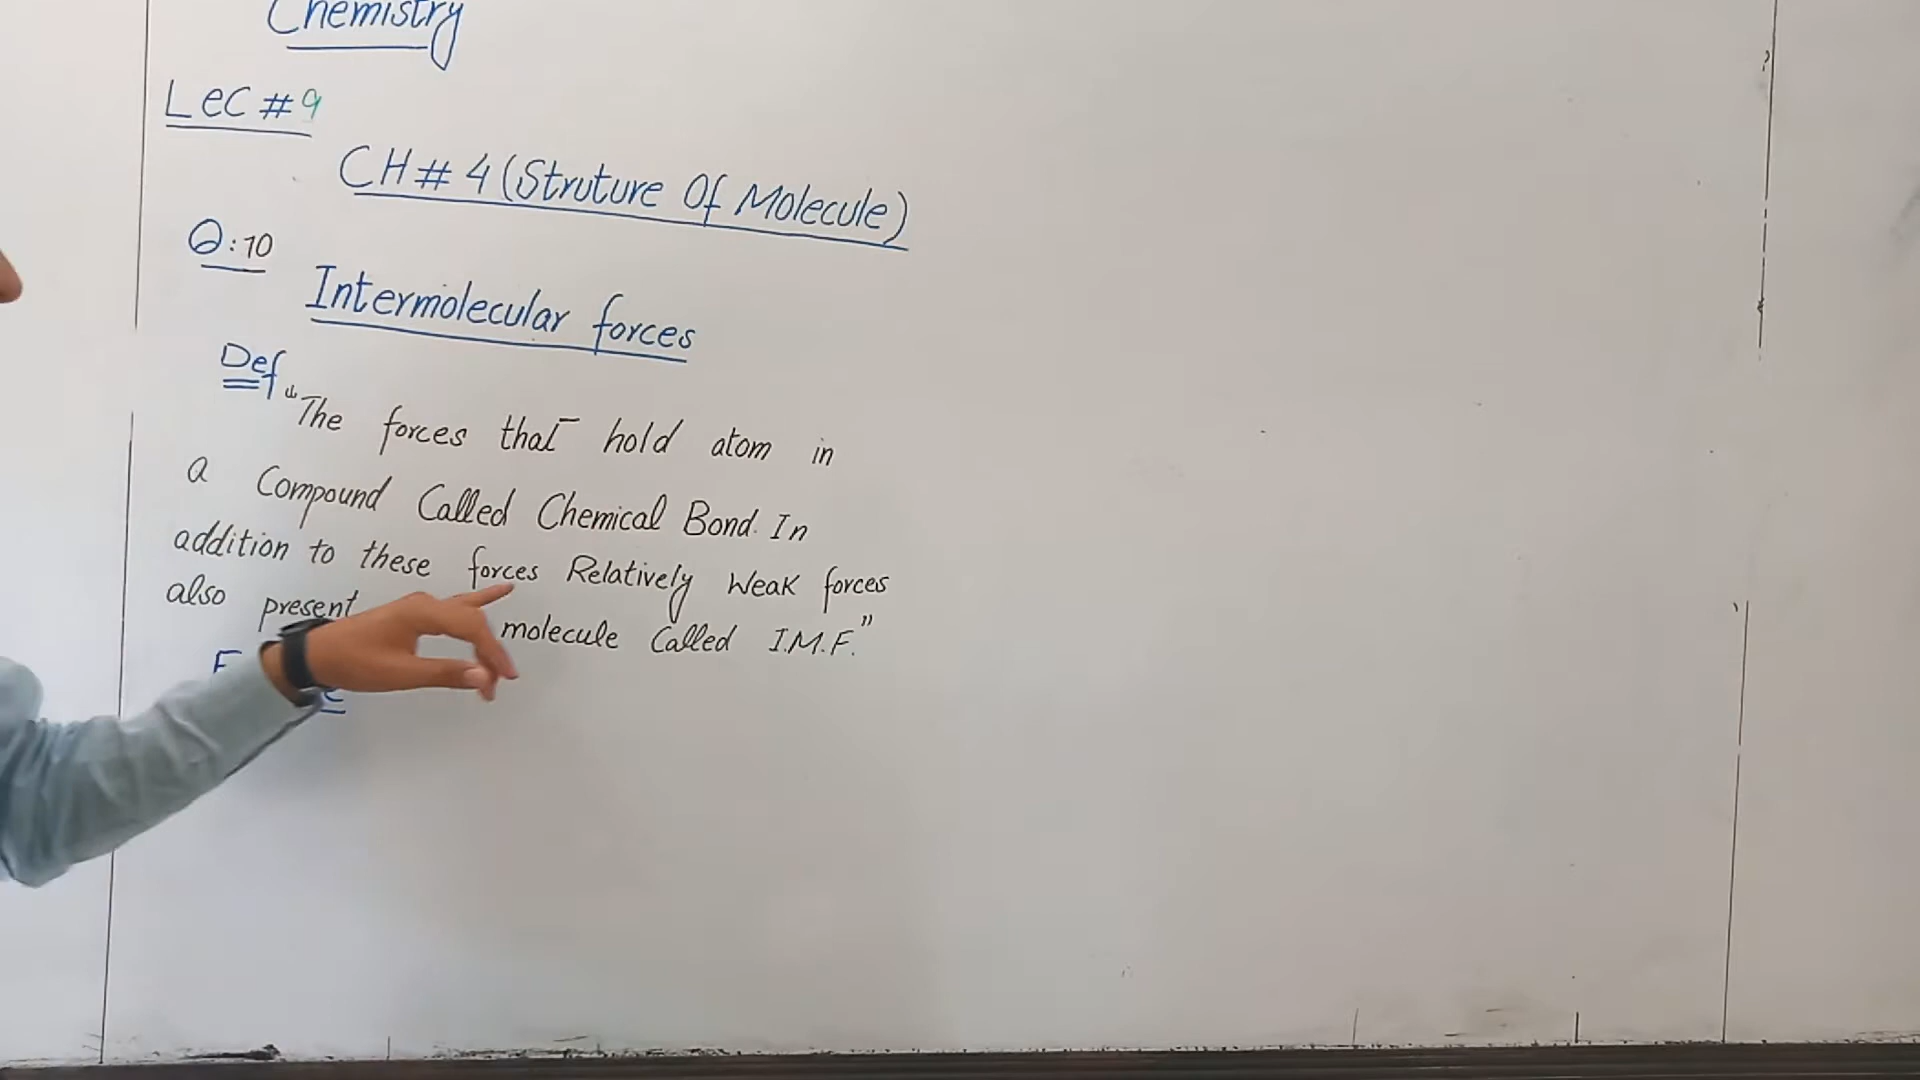 Chemistry
Lec # 9
CH # 4 (Struture Of Molecule)
Q:10
Intermolecular forces
Def
"The forces that hold atom in
a Compound Called Chemical Bond. In
addition to these forces Relatively Weak forces
also present molecule Called I.M.F."